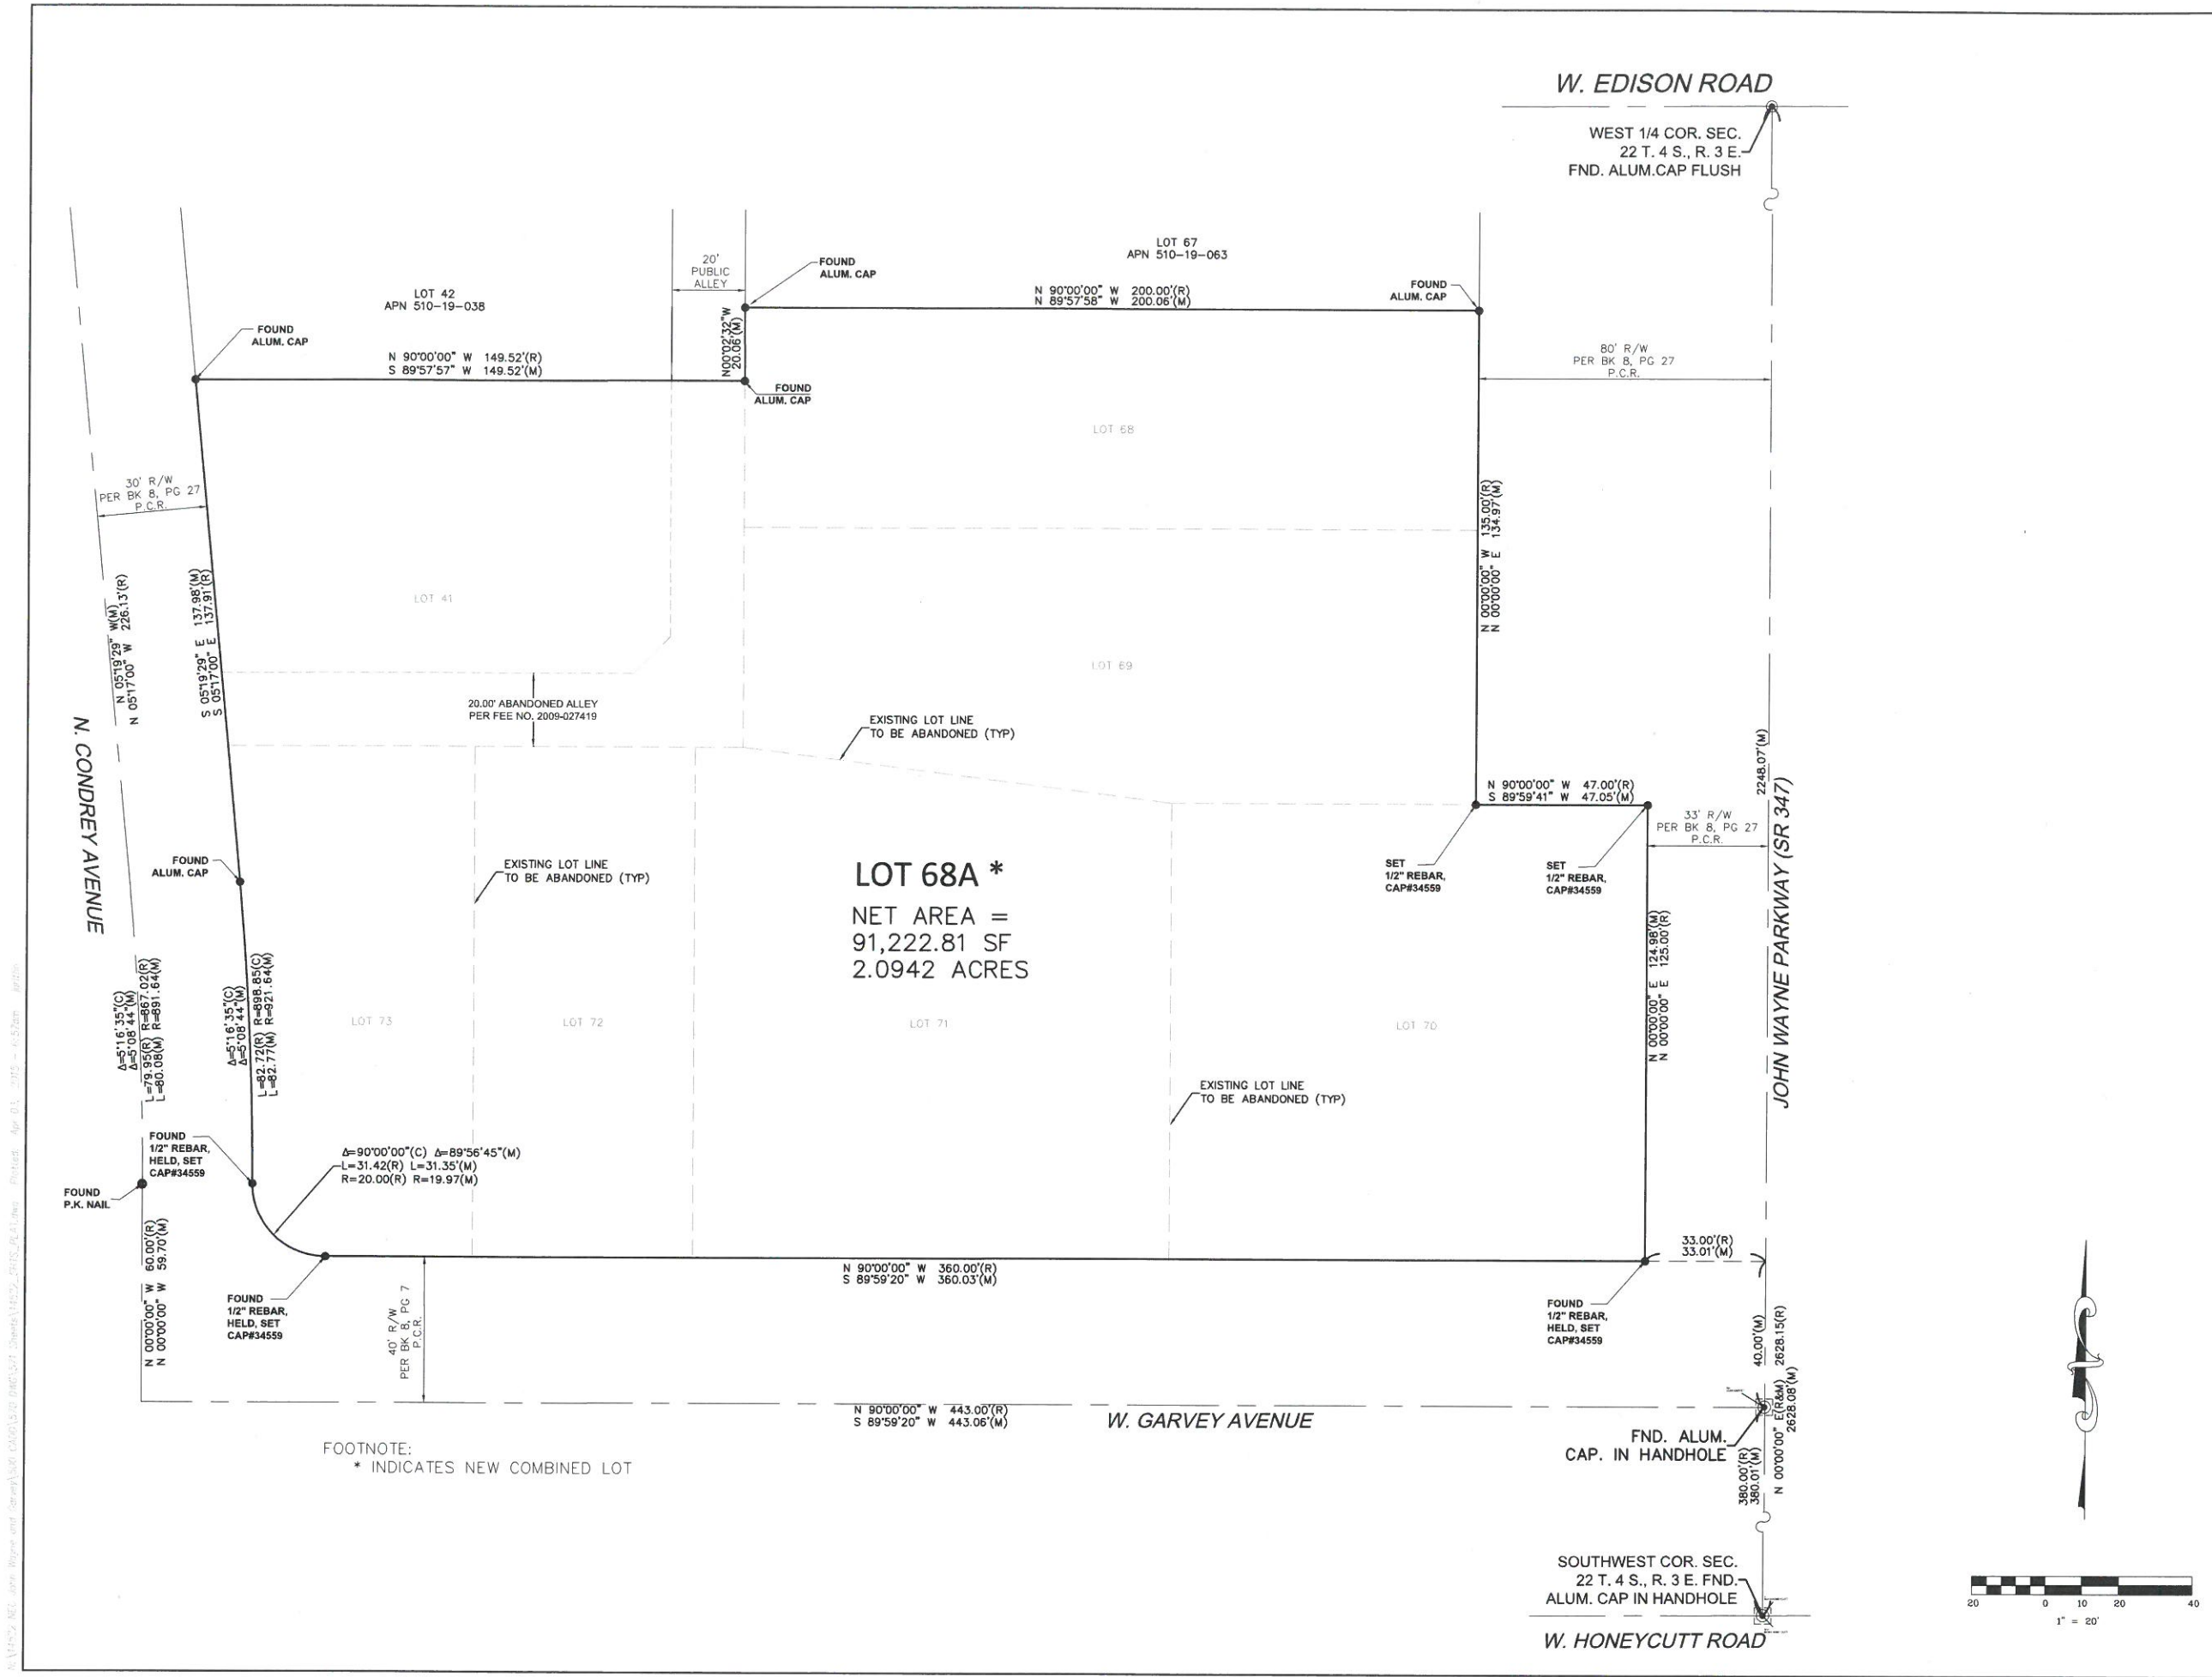 W. EDISON ROAD
WEST 1/4 COR. SEC.
22 T. 4 S., R. 3 E.
FND. ALUM.CAP FLUSH
LOT 67
APN 510-19-063
20'
PUBLIC
ALLEY
FOUND
ALUM. CAP
LOT 42
APN 510-19-038
N 90°00'00" W 200.00'(R)
N 89°57'58" W 200.06'(M)
FOUND
ALUM. CAP
FOUND
ALUM. CAP
N00°02'32"W
20.06'(M)
N 90°00'00" W 149.52'(R)
S 89°57'57" W 149.52'(M)
80' R/W
PER BK 8, PG 27
P.C.R.
FOUND
ALUM. CAP
LOT 68
30' R/W
PER BK 8, PG 27
P.C.R.
N 00°00'00" W 135.00'(R)
N 00°00'00" E 134.97'(M)
S 05°19'29" E 137.98'(M)
S 05°17'00" E 137.91'(R)
N 05°19'29" W(M)
N 05°17'00" W 226.13'(R)
LOT 41
LOT 69
20.00' ABANDONED ALLEY
PER FEE NO. 2009-027419
EXISTING LOT LINE
TO BE ABANDONED (TYP)
N. CONDREY AVENUE
2248.07'(M)
JOHN WAYNE PARKWAY (SR 347)
N 90°00'00" W 47.00'(R)
S 89°59'41" W 47.05'(M)
33' R/W
PER BK 8, PG 27
P.C.R.
FOUND
ALUM. CAP
EXISTING LOT LINE
TO BE ABANDONED (TYP)
LOT 68A *
NET AREA =
91,222.81 SF
2.0942 ACRES
SET
1/2" REBAR,
CAP#34559
SET
1/2" REBAR,
CAP#34559
N 00°00'00" E 124.98'(M)
N 00°00'00" E 125.00'(R)
Δ=5°16'35"(C)
Δ=5°08'44"(M)
L=79.95(R) R=867.02(R)
L=80.08(M) R=891.64(M)
Δ=5°16'35"(C)
Δ=5°08'44"(M)
L=82.72(R) R=898.85(C)
L=82.77(M) R=921.64(M)
LOT 73
LOT 72
LOT 71
LOT 70
EXISTING LOT LINE
TO BE ABANDONED (TYP)
FOUND
1/2" REBAR,
HELD, SET
CAP#34559
Δ=90°00'00"(C) Δ=89°56'45"(M)
L=31.42(R) L=31.35'(M)
R=20.00(R) R=19.97(M)
FOUND
P.K. NAIL
N 00°00'00" W 60.00'(R)
N 00°00'00" W 59.70'(M)
33.00'(R)
33.01'(M)
N 90°00'00" W 360.00'(R)
S 89°59'20" W 360.03'(M)
FOUND
1/2" REBAR,
HELD, SET
CAP#34559
40' R/W
PER BK 8, PG 7
P.C.R.
FOUND
1/2" REBAR,
HELD, SET
CAP#34559
40.00'(M)
2628.15(R)
N 00°00'00" E(R&M)
2628.08'(M)
N 90°00'00" W 443.00'(R)
S 89°59'20" W 443.06'(M)
W. GARVEY AVENUE
FND. ALUM.
CAP. IN HANDHOLE
380.00'(R)
380.01'(M)
FOOTNOTE:
* INDICATES NEW COMBINED LOT
SOUTHWEST COR. SEC.
22 T. 4 S., R. 3 E. FND.
ALUM. CAP IN HANDHOLE
W. HONEYCUTT ROAD
20 0 10 20 40
1" = 20'